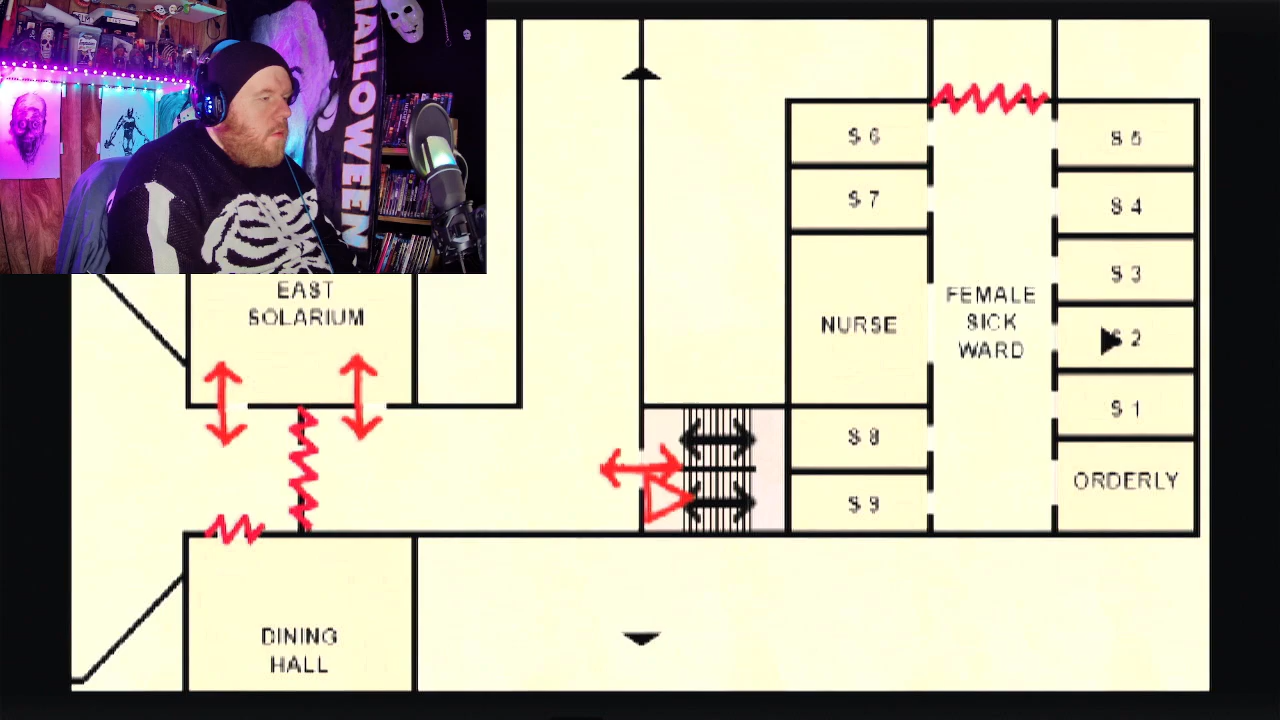 HALLOWEEN
EAST
SOLARIUM
DINING
HALL
S 6
S 7
NURSE
S 8
S 9
FEMALE
SICK
WARD
S 5
S 4
S 3
S 2
S 1
ORDERLY